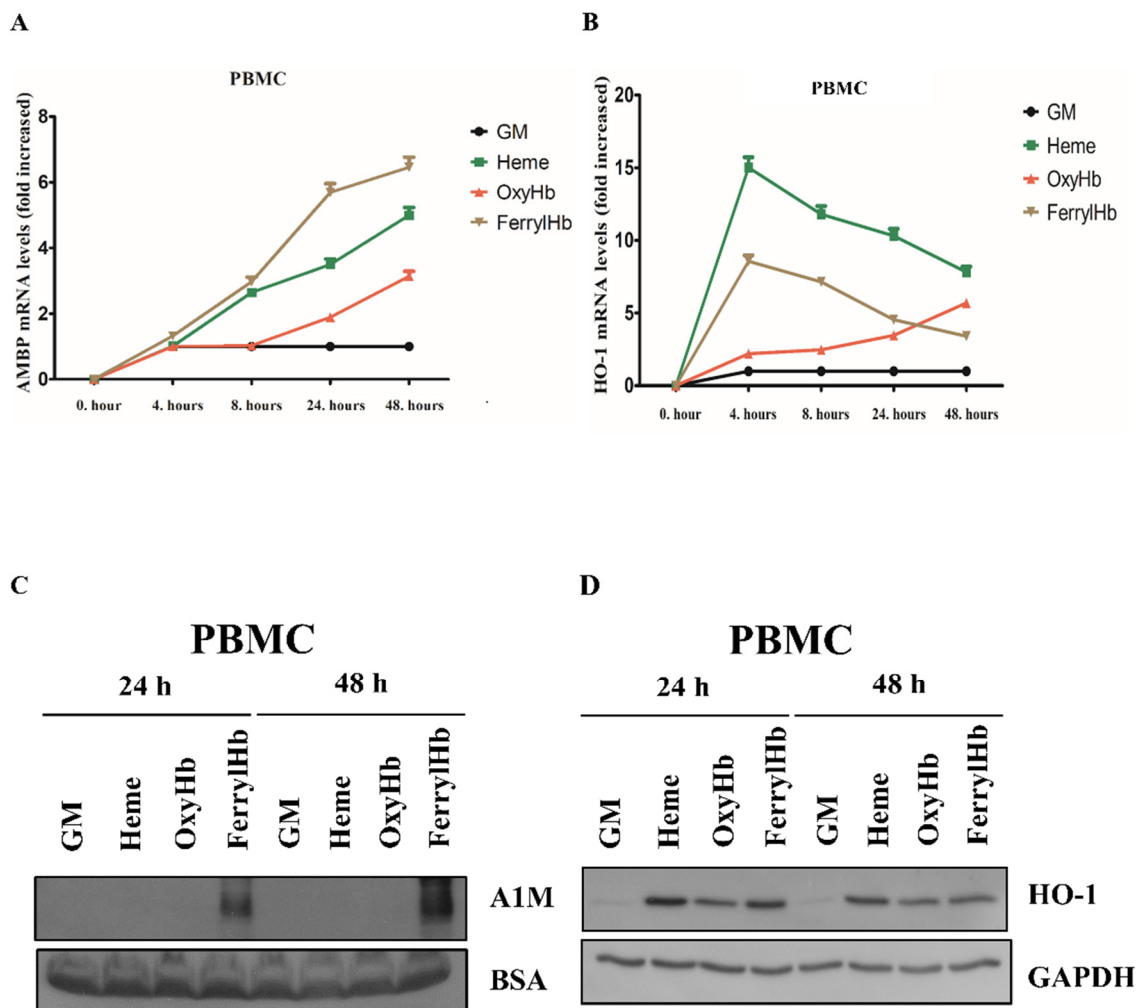 A
PBMC
AMBP mRNA levels (fold increased)
8
6
4
2
0
0. hour
4. hours
8. hours
24. hours
48. hours
GM
Heme
OxyHb
FerrylHb
B
PBMC
HO-1 mRNA levels (fold increased)
20
15
10
5
0
0. hour
4. hours
8. hours
24. hours
48. hours
GM
Heme
OxyHb
FerrylHb
C
PBMC
24 h
48 h
GM
Heme
OxyHb
FerrylHb
GM
Heme
OxyHb
FerrylHb
A1M
BSA
D
PBMC
24 h
48 h
GM
Heme
OxyHb
FerrylHb
GM
Heme
OxyHb
FerrylHb
HO-1
GAPDH